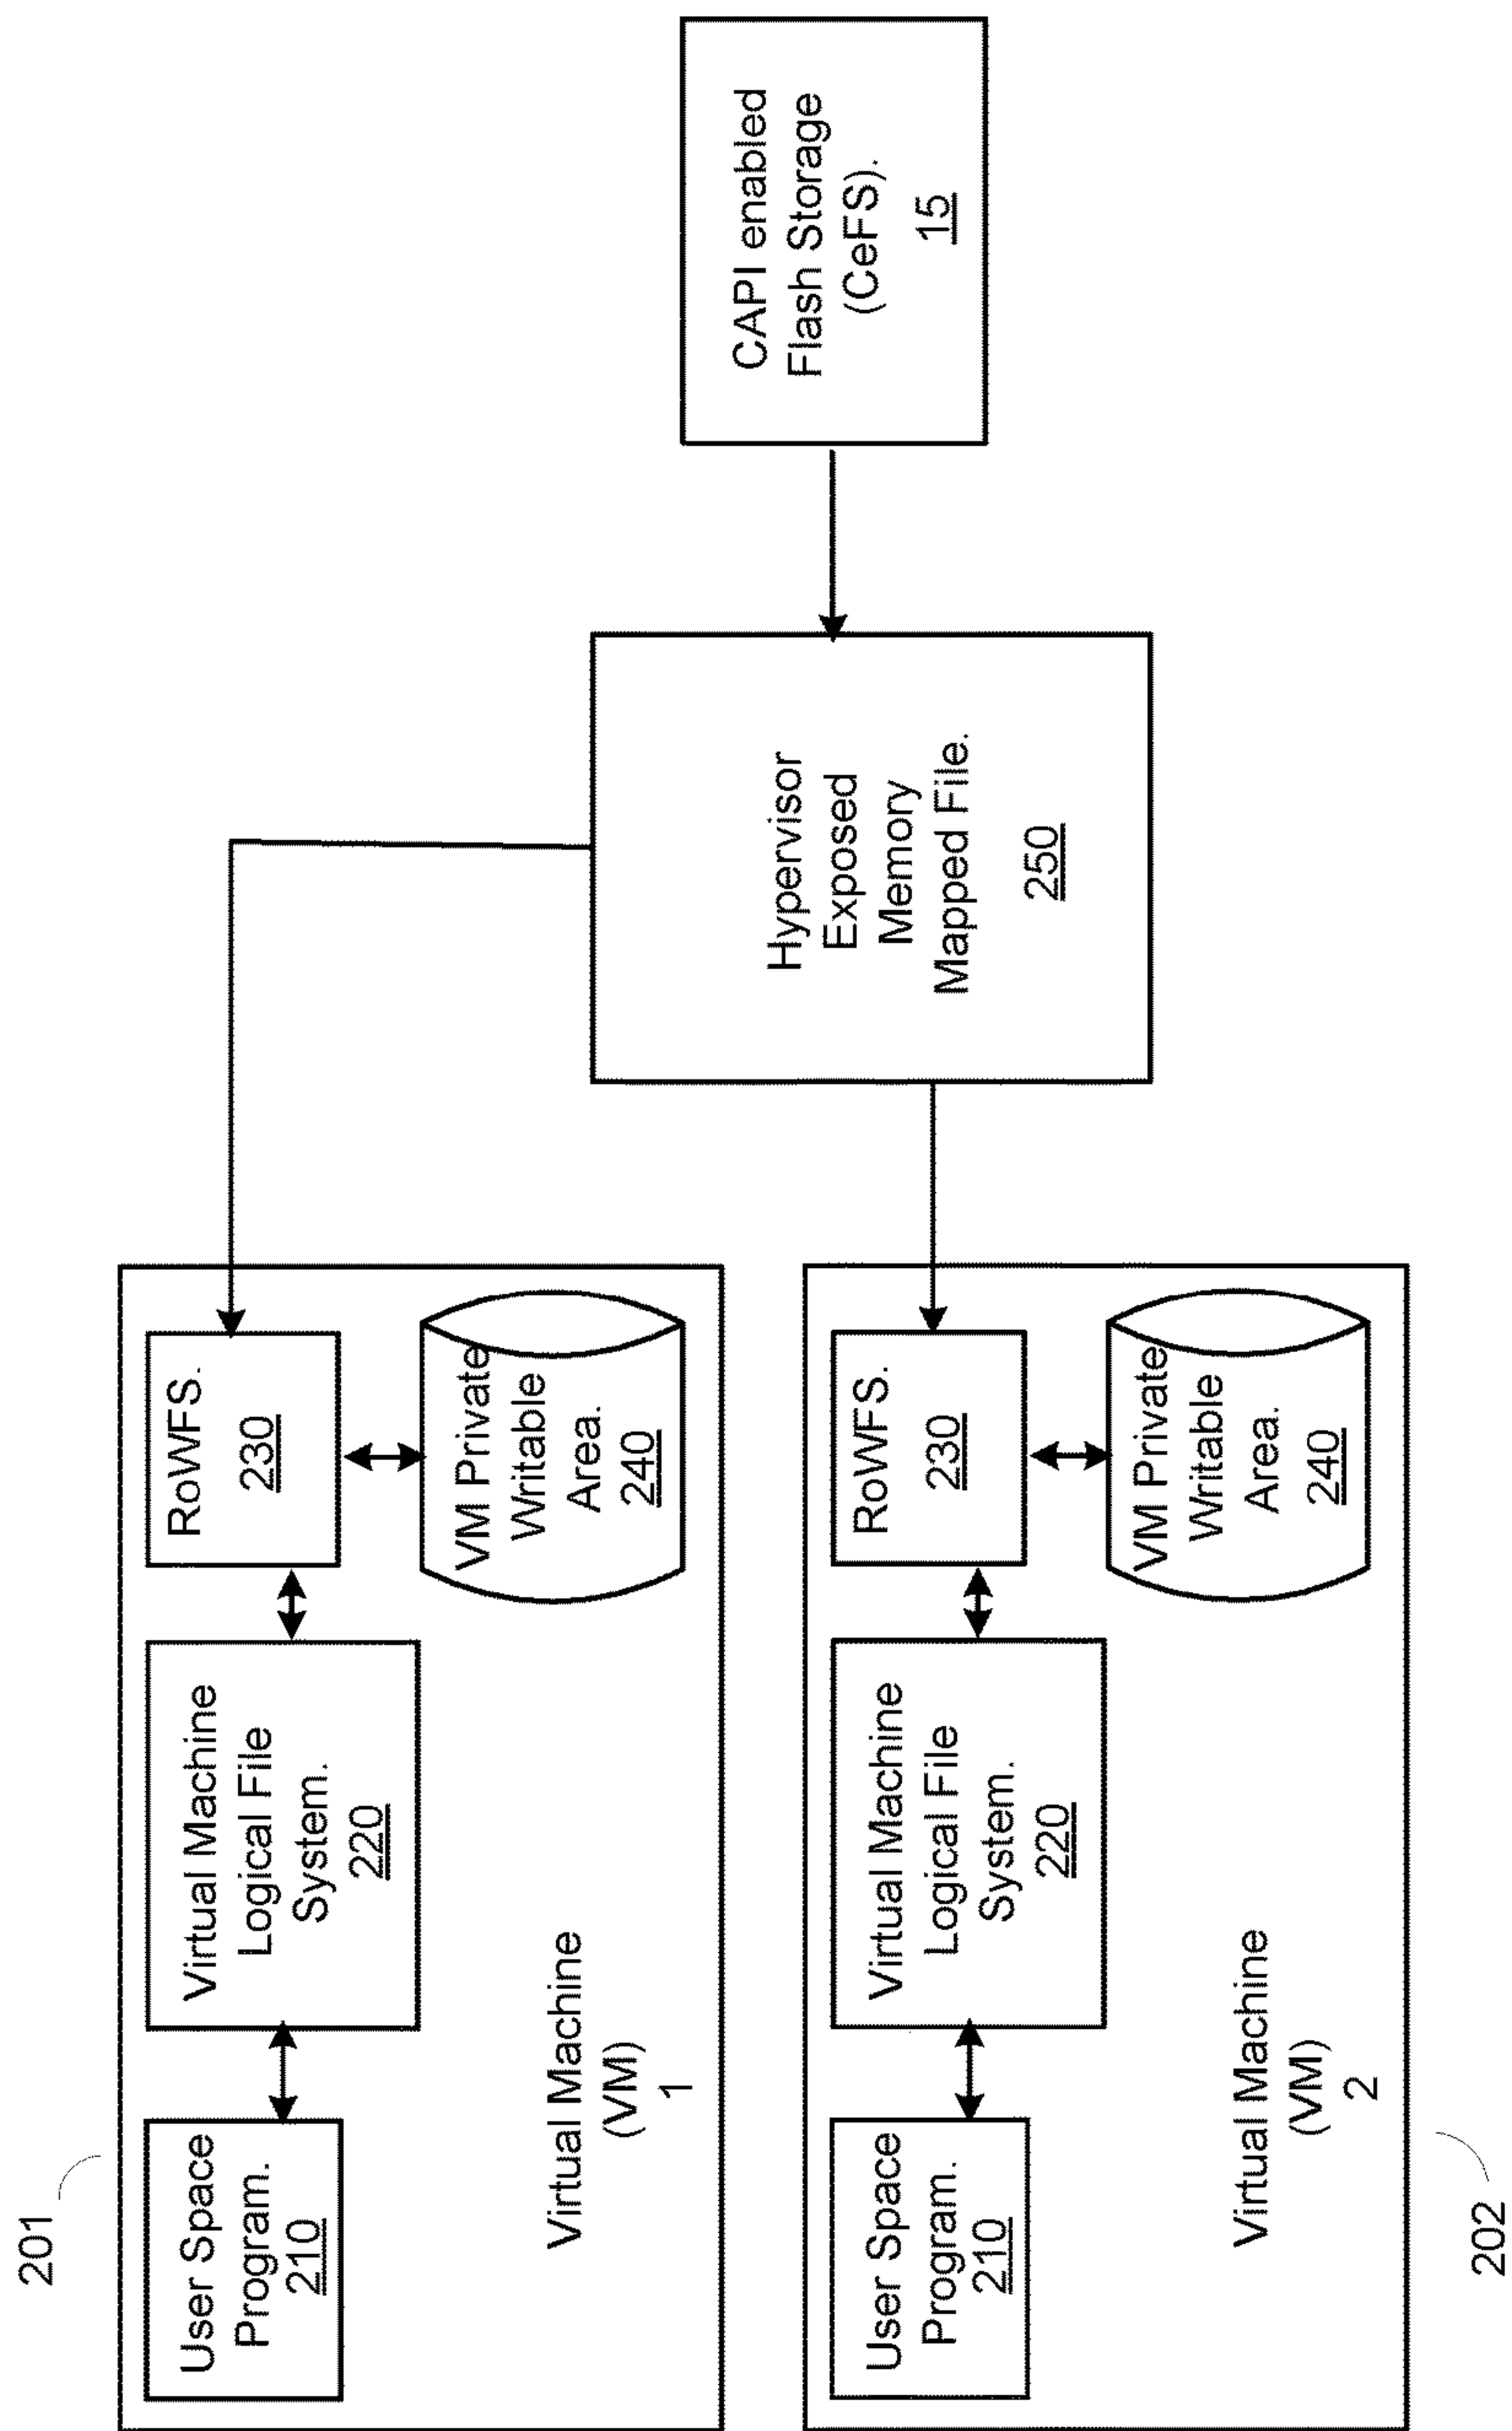 201
User Space
Program.
210
Virtual Machine
Logical File
System.
220
RoWFS.
230
VM Private
Writable
Area.
240
Virtual Machine
(VM)
1
User Space
Program.
210
Virtual Machine
Logical File
System.
220
RoWFS.
230
VM Private
Writable
Area.
240
Virtual Machine
(VM)
2
202
Hypervisor
Exposed
Memory
Mapped File.
250
CAPI enabled
Flash Storage
(CeFS).
15